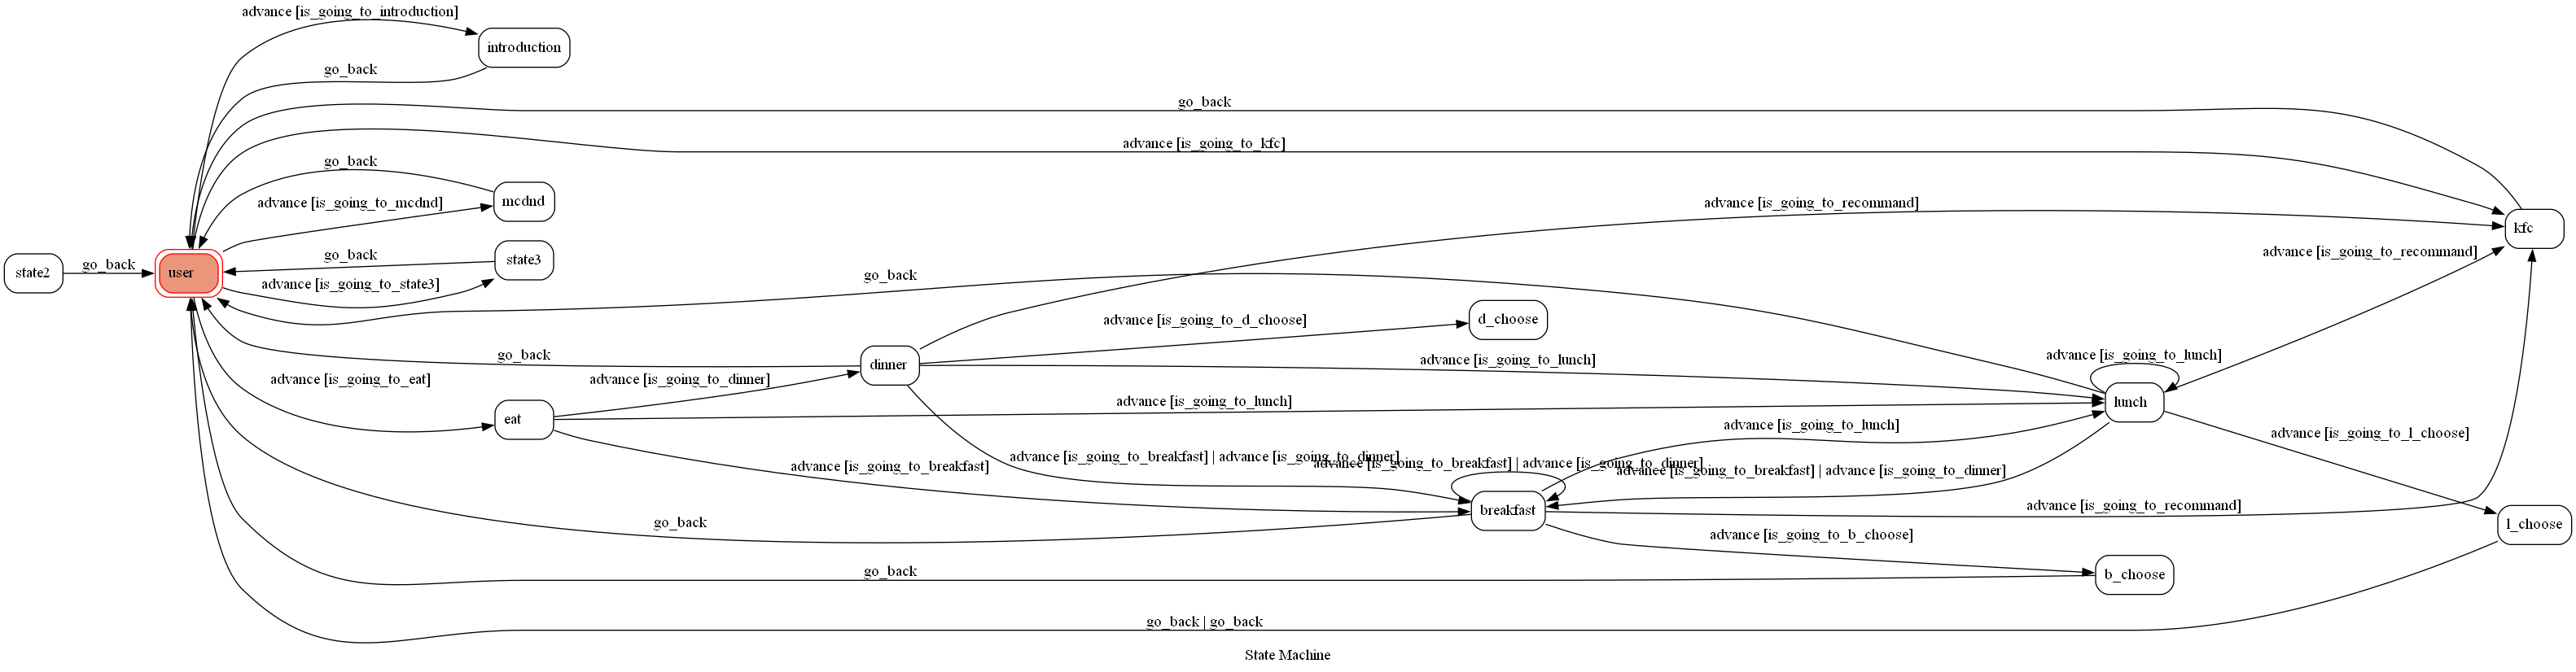 advance [is_going_to_introduction]
introduction
go_back
go_back
advance [is_going_to_kfc]
go_back
mcdnd
advance [is_going_to_mcdnd]
advance [is_going_to_recommand]
kfc
state2
go_back
user
go_back
state3
advance [is_going_to_state3]
go_back
advance [is_going_to_recommand]
advance [is_going_to_d_choose]
d_choose
go_back
dinner
advance [is_going_to_lunch]
advance [is_going_to_lunch]
advance [is_going_to_eat]
advance [is_going_to_dinner]
advance [is_going_to_lunch]
lunch
eat
advance [is_going_to_lunch]
advance [is_going_to_l_choose]
advance [is_going_to_breakfast]
advance [is_going_to_breakfast] | advance [is_going_to_dinner]
advance [is_going_to_breakfast] | advance [is_going_to_dinner]
advance [is_going_to_breakfast] | advance [is_going_to_dinner]
breakfast
advance [is_going_to_recommand]
go_back
l_choose
advance [is_going_to_b_choose]
go_back
b_choose
go_back | go_back
State Machine